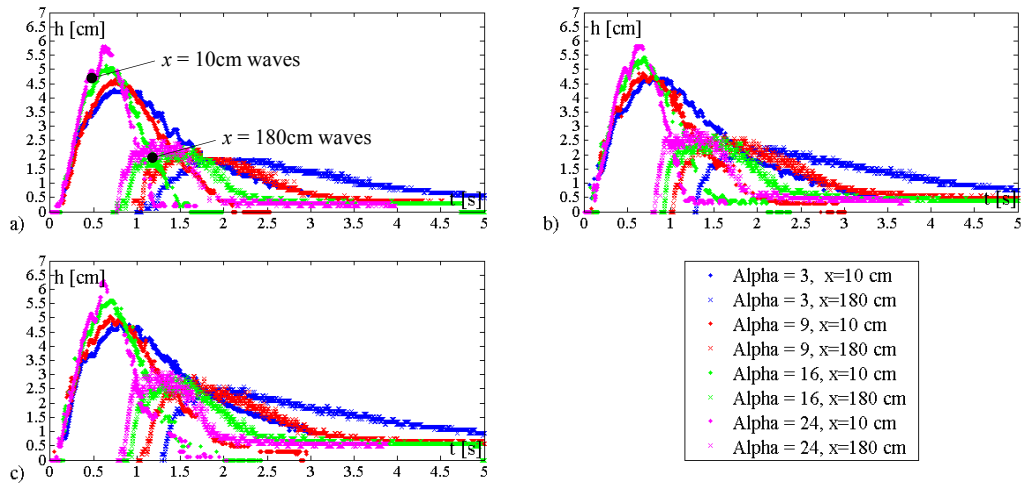 7
6.5
6
5.5
5
4.5
4
3.5
3
2.5
2
1.5
1
0.5
0
h [cm]
x = 10cm waves
x = 180cm waves
t [s]
0 0.5 1 1.5 2 2.5 3 3.5 4 4.5 5
a)
7
6.5
6
5.5
5
4.5
4
3.5
3
2.5
2
1.5
1
0.5
0
h [cm]
t [s]
0 0.5 1 1.5 2 2.5 3 3.5 4 4.5 5
b)
7
6.5
6
5.5
5
4.5
4
3.5
3
2.5
2
1.5
1
0.5
0
h [cm]
t [s]
0 0.5 1 1.5 2 2.5 3 3.5 4 4.5 5
c)
Alpha = 3, x=10 cm
Alpha = 3, x=180 cm
Alpha = 9, x=10 cm
Alpha = 9, x=180 cm
Alpha = 16, x=10 cm
Alpha = 16, x=180 cm
Alpha = 24, x=10 cm
Alpha = 24, x=180 cm